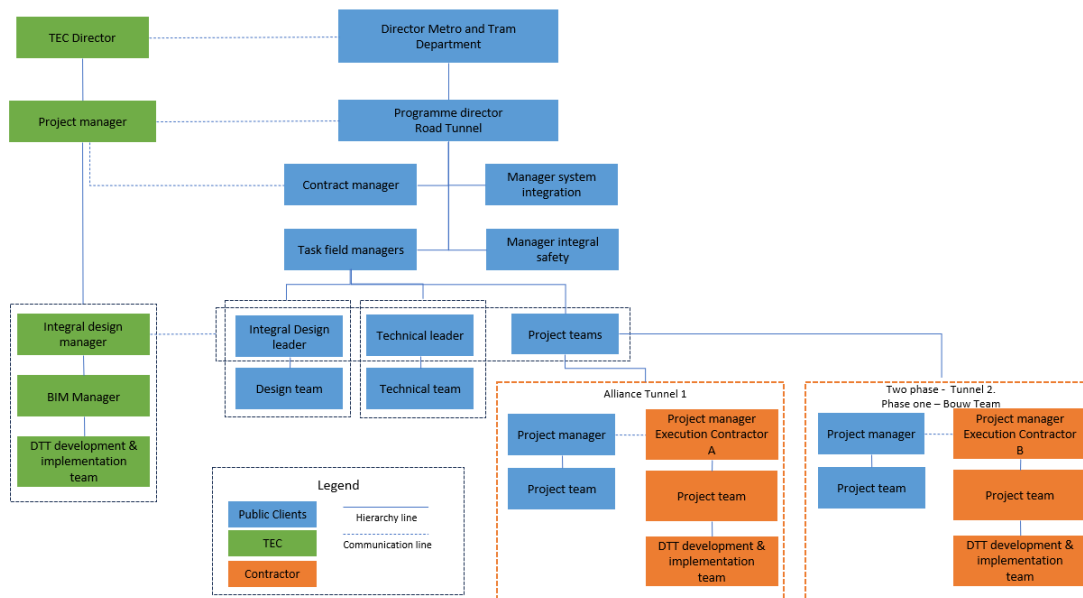 TEC Director
Director Metro and Tram
Department
Project manager
Programme director
Road Tunnel
Contract manager
Manager system
integration
Task field managers
Manager integral
safety
Integral design
manager
Integral Design
leader
Technical leader
Project teams
BIM Manager
Design team
Technical team
DTT development &
implementation
team
Alliance Tunnel 1
Project manager
Project manager
Execution Contractor
A
Project team
Project team
DTT development &
implementation
team
Two phase - Tunnel 2.
Phase one – Bouw Team
Project manager
Project manager
Execution Contractor
B
Project team
Project team
DTT development &
implementation
team
Legend
Public Clients
Hierarchy line
TEC
Communication line
Contractor